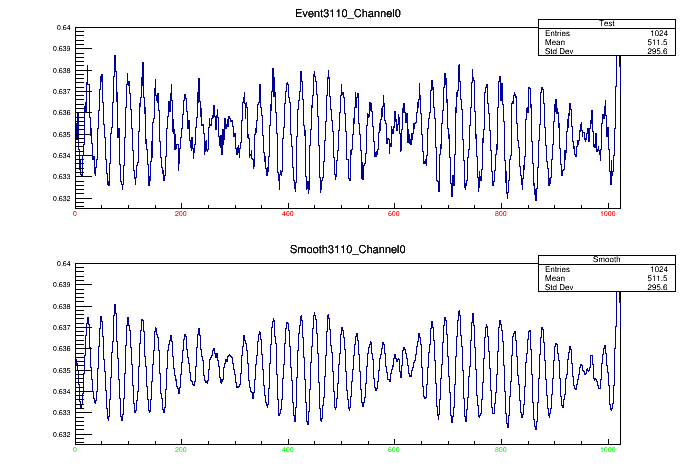 Event3110_Channel0
Test
Entries 1024
Mean 511.5
Std Dev 295.6
0.64
0.639
0.638
0.637
0.636
0.635
0.634
0.633
0.632
0 200 400 600 800 1000
Smooth3110_Channel0
Smooth
Entries 1024
Mean 511.5
Std Dev 295.6
0.64
0.639
0.638
0.637
0.636
0.635
0.634
0.633
0.632
0 200 400 600 800 1000